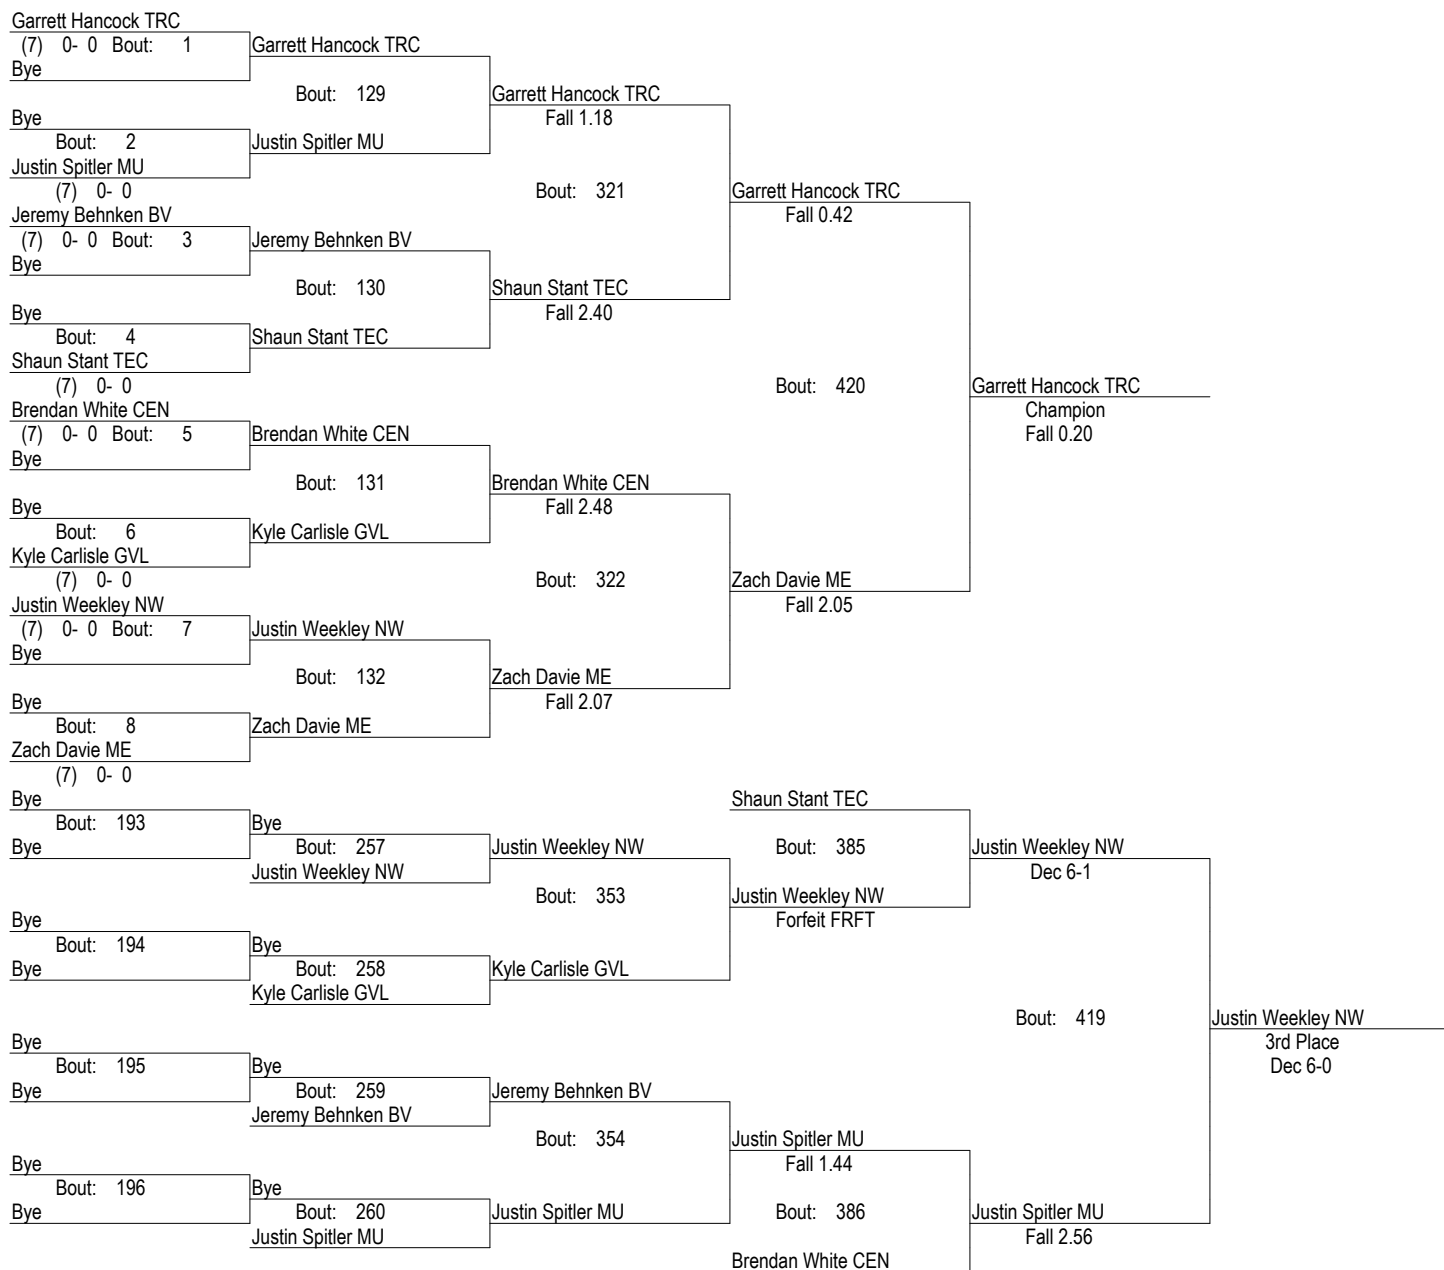 Garrett Hancock TRC
(7) 0- 0 Bout: 1 Garrett Hancock TRC
Bye
Bout: 129 Garrett Hancock TRC
Bye Fall 1.18
Bout: 2 Justin Spitler MU
Justin Spitler MU
(7) 0- 0 Bout: 321 Garrett Hancock TRC
Jeremy Behnken BV Fall 0.42
(7) 0- 0 Bout: 3 Jeremy Behnken BV
Bye
Bout: 130 Shaun Stant TEC
Bye Fall 2.40
Bout: 4 Shaun Stant TEC
Shaun Stant TEC
(7) 0- 0 Bout: 420 Garrett Hancock TRC
Brendan White CEN Champion
(7) 0- 0 Bout: 5 Brendan White CEN Fall 0.20
Bye
Bout: 131 Brendan White CEN
Bye Fall 2.48
Bout: 6 Kyle Carlisle GVL
Kyle Carlisle GVL
(7) 0- 0 Bout: 322 Zach Davie ME
Justin Weekley NW Fall 2.05
(7) 0- 0 Bout: 7 Justin Weekley NW
Bye
Bout: 132 Zach Davie ME
Bye Fall 2.07
Bout: 8 Zach Davie ME
Zach Davie ME
(7) 0- 0
Bye Shaun Stant TEC
Bout: 193 Bye
Bye Bout: 257 Justin Weekley NW Bout: 385 Justin Weekley NW
Justin Weekley NW Dec 6-1
Bout: 353 Justin Weekley NW
Bye Forfeit FRFT
Bout: 194 Bye
Bye Bout: 258 Kyle Carlisle GVL
Kyle Carlisle GVL
Bout: 419 Justin Weekley NW
Bye 3rd Place
Bout: 195 Bye Dec 6-0
Bye Bout: 259 Jeremy Behnken BV
Jeremy Behnken BV
Bout: 354 Justin Spitler MU
Bye Fall 1.44
Bout: 196 Bye
Bye Bout: 260 Justin Spitler MU Bout: 386 Justin Spitler MU
Justin Spitler MU Fall 2.56
Brendan White CEN